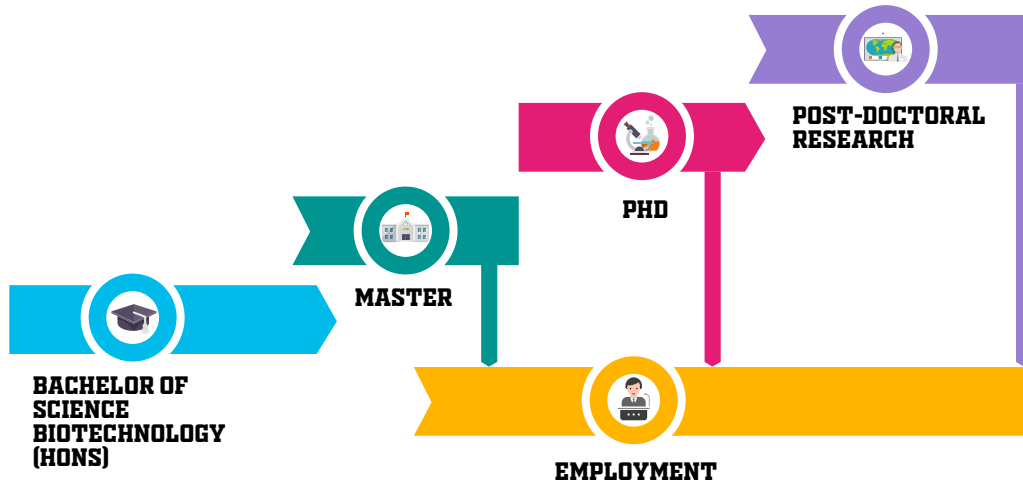 POST-DOCTORAL
RESEARCH
PHD
MASTER
BACHELOR OF
SCIENCE
BIOTECHNOLOGY
(HONS)
EMPLOYMENT